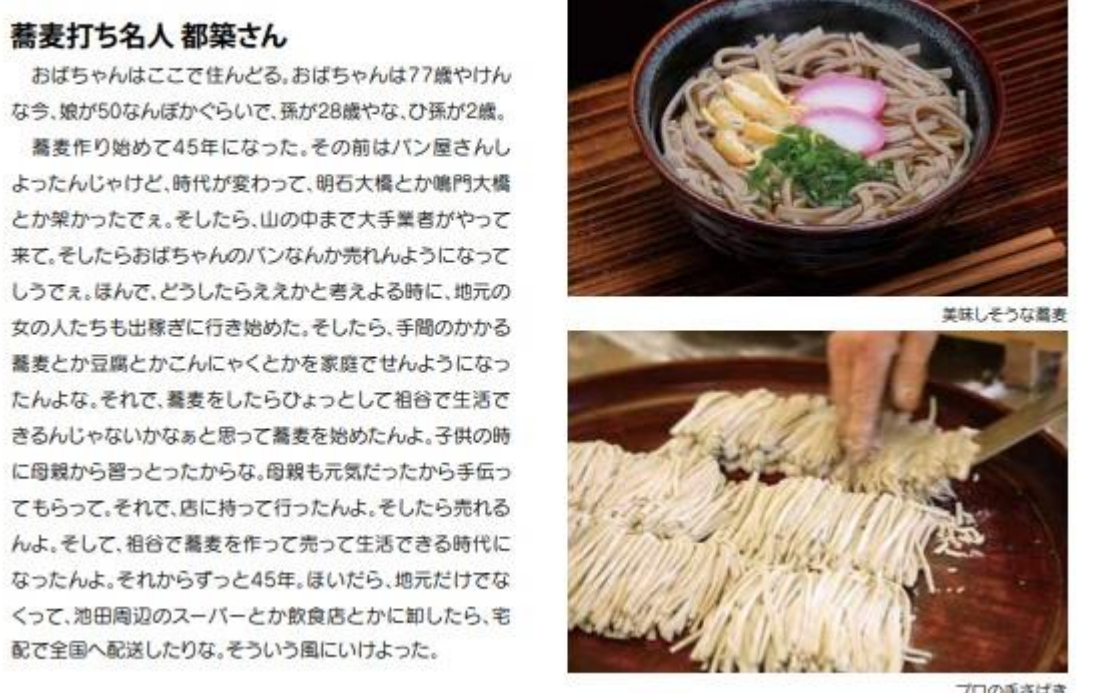 蕎麦打ち名人 都築さん
おばちゃんはここで住んどる。おばちゃんは77歳やけん
な今、娘が50なんぼかぐらいで、孫が28歳やな、ひ孫が2歳。
蕎麦作り始めて45年になった。その前はパン屋さんし
よったんじゃけど、時代が変わって、明石大橋とか鳴門大橋
とか架かったでぇ。そしたら、山の中まで大手業者がやって
来て。そしたらおばちゃんのパンなんか売れんようになって
しうでぇ。ほんで、どうしたらええかと考えよる時に、地元の
女の人たちも出稼ぎに行き始めた。そしたら、手間のかかる
蕎麦とか豆腐とかこんにゃくとかを家庭でせんようになっ
たんよな。それで、蕎麦をしたらひょっとして祖谷で生活で
きるんじゃないかなぁと思って蕎麦を始めたんよ。子供の時
に母親から習っとったからな。母親も元気だったから手伝っ
てもらって。それで、店に持って行ったんよ。そしたら売れる
んよ。そして、祖谷で蕎麦を作って売って生活できる時代に
なったんよ。それからずっと45年。ほいだら、地元だけでな
くって、池田周辺のスーパーとか飲食店とかに卸したら、宅
配で全国へ配送したりな。そういう風にいけよった。
美味しそうな蕎麦
プロの手さばき